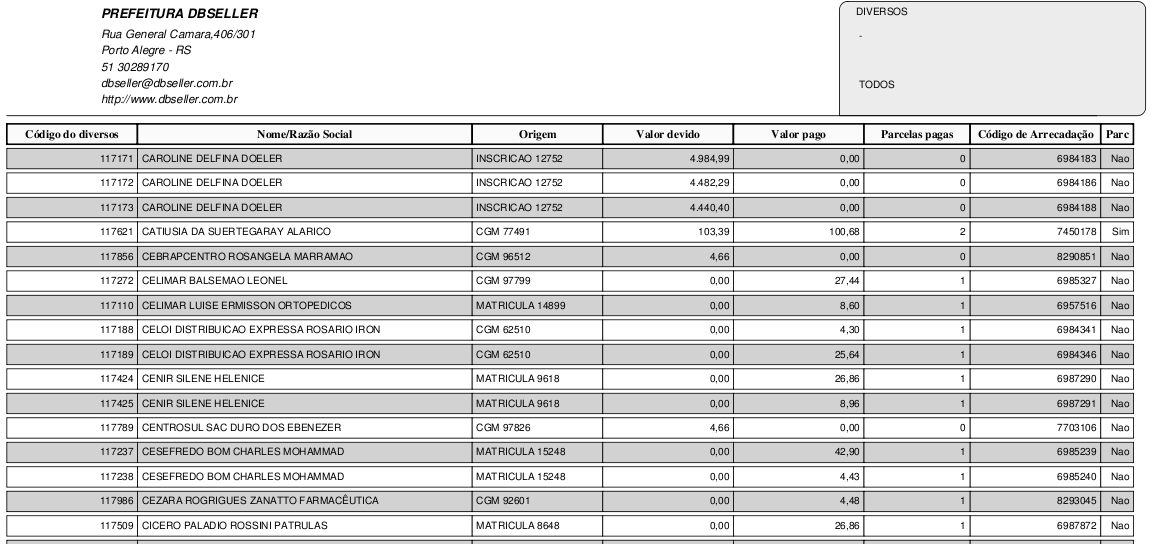 PREFEITURA DBSELLER
Rua General Camara,406/301
Porto Alegre - RS
51 30289170
dbseller@dbseller.com.br
http://www.dbseller.com.br
DIVERSOS
-
TODOS
Código do diversos Nome/Razão Social Origem Valor devido Valor pago Parcelas pagas Código de Arrecadação Parc
117171 CAROLINE DELFINA DOELER INSCRICAO 12752 4.984,99 0,00 0 6984183 Nao
117172 CAROLINE DELFINA DOELER INSCRICAO 12752 4.482,29 0,00 0 6984186 Nao
117173 CAROLINE DELFINA DOELER INSCRICAO 12752 4.440,40 0,00 0 6984188 Nao
117621 CATIUSIA DA SUERTEGARAY ALARICO CGM 77491 103,39 100,68 2 7450178 Sim
117856 CEBRAPCENTRO ROSANGELA MARRAMAO CGM 96512 4,66 0,00 0 8290851 Nao
117272 CELIMAR BALSEMAO LEONEL CGM 97799 0,00 27,44 1 6985327 Nao
117110 CELIMAR LUISE ERMISSON ORTOPEDICOS MATRICULA 14899 0,00 8,60 1 6957516 Nao
117188 CELOI DISTRIBUICAO EXPRESSA ROSARIO IRON CGM 62510 0,00 4,30 1 6984341 Nao
117189 CELOI DISTRIBUICAO EXPRESSA ROSARIO IRON CGM 62510 0,00 25,64 1 6984346 Nao
117424 CENIR SILENE HELENICE MATRICULA 9618 0,00 26,86 1 6987290 Nao
117425 CENIR SILENE HELENICE MATRICULA 9618 0,00 8,96 1 6987291 Nao
117789 CENTROSUL SAC DURO DOS EBENEZER CGM 97826 4,66 0,00 0 7703106 Nao
117237 CESEFREDO BOM CHARLES MOHAMMAD MATRICULA 15248 0,00 42,90 1 6985239 Nao
117238 CESEFREDO BOM CHARLES MOHAMMAD MATRICULA 15248 0,00 4,43 1 6985240 Nao
117986 CEZARA ROGRIGUES ZANATTO FARMACÊUTICA CGM 92601 0,00 4,48 1 8293045 Nao
117509 CICERO PALADIO ROSSINI PATRULAS MATRICULA 8648 0,00 26,86 1 6987872 Nao